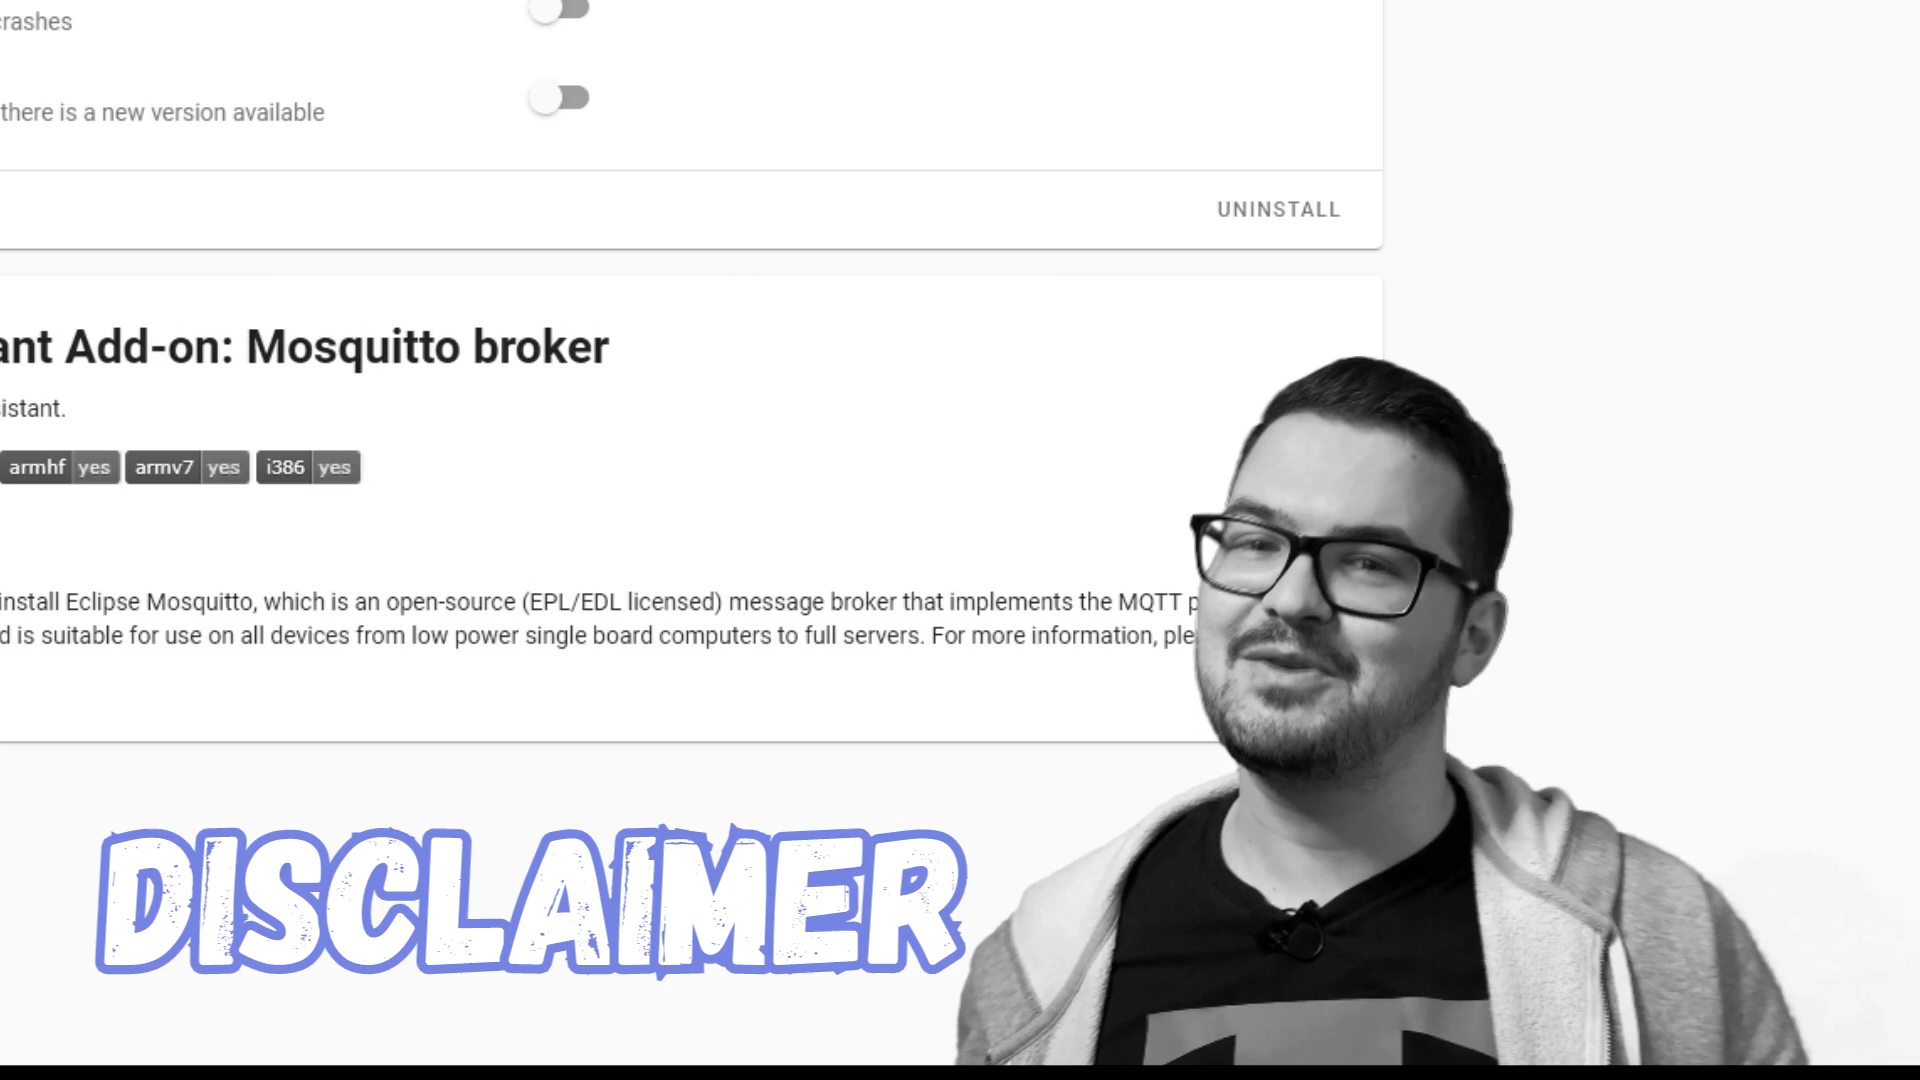 crashes
there is a new version available
UNINSTALL
ant Add-on: Mosquitto broker
istant.
armhf yes armv7 yes i386 yes
install Eclipse Mosquitto, which is an open-source (EPL/EDL licensed) message broker that implements the MQTT p
d is suitable for use on all devices from low power single board computers to full servers. For more information, ple
DISCLAIMER